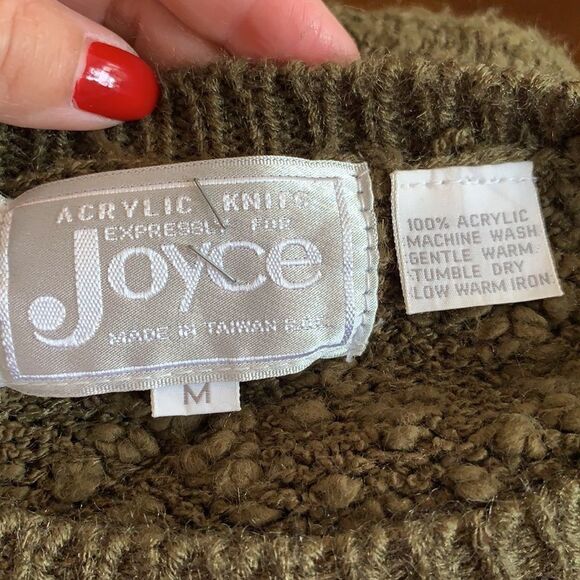 ACRYLIC KNITS
EXPRESSLY FOR
Joyce
MADE IN TAIWAN R.O.C.
M
100% ACRYLIC
MACHINE WASH
GENTLE WARM
TUMBLE DRY
LOW WARM IRON